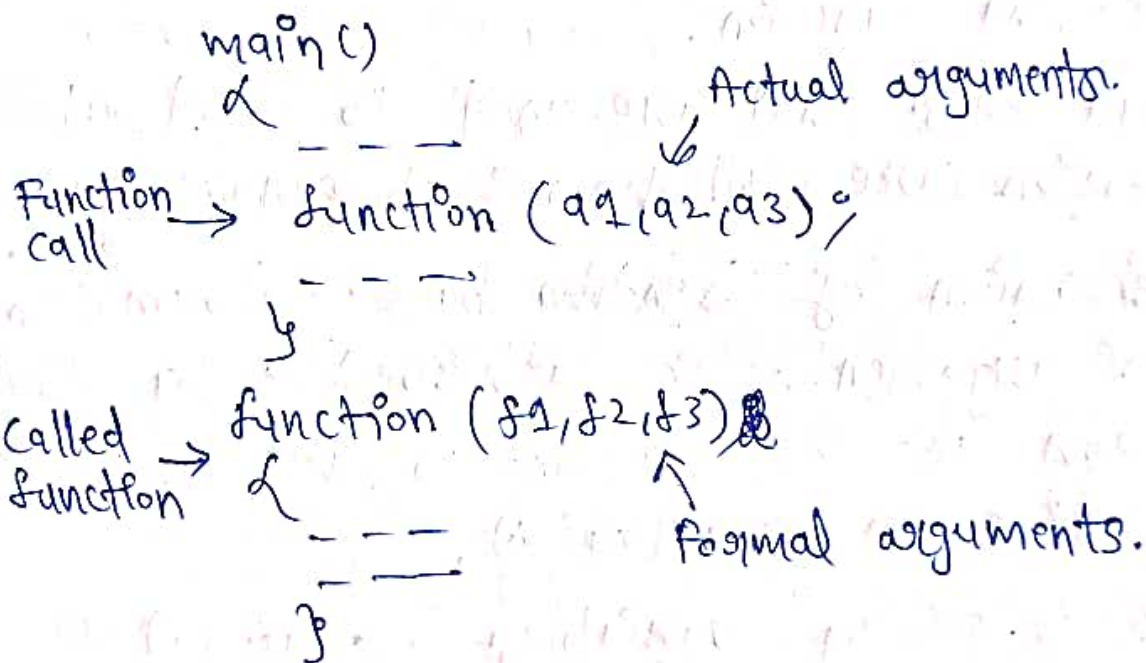 main()
{
Actual arguments.
- - -
Function call → function (a1,a2,a3);
- - -
}
Called function → function (f1,f2,f3)
{
- - -
formal arguments.
- -
}